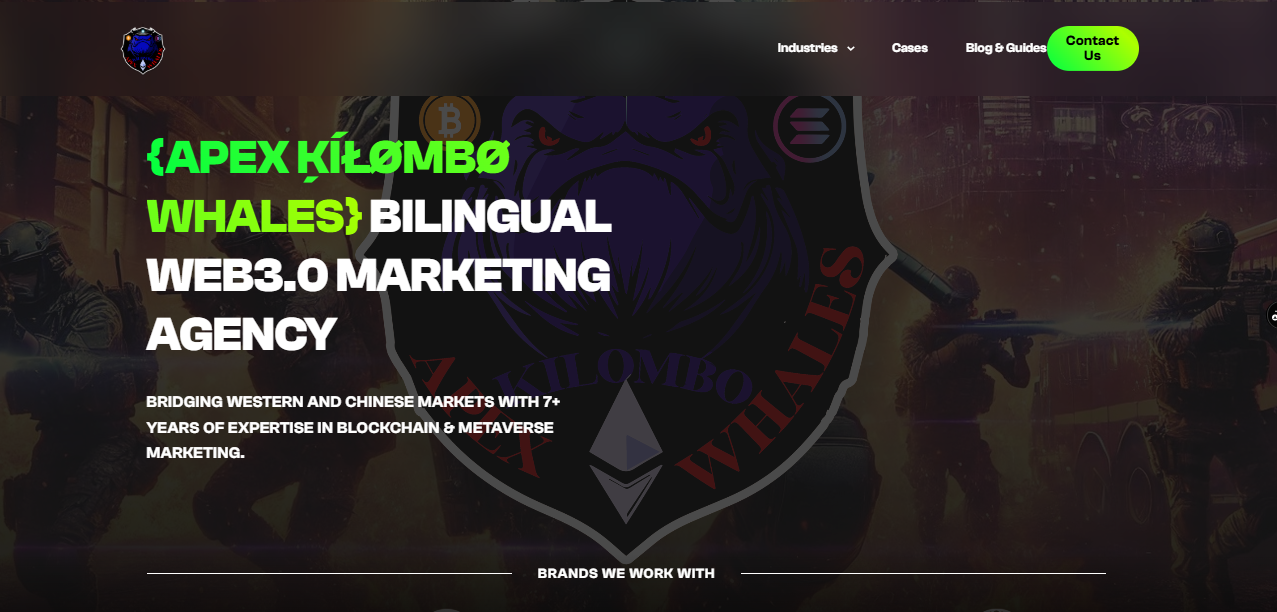 Industries
Cases
Blog & Guides
Contact
Us
{APEX ḰÍŁØMBØ
WHALES} BILINGUAL
WEB3.0 MARKETING
AGENCY
BRIDGING WESTERN AND CHINESE MARKETS WITH 7+
YEARS OF EXPERTISE IN BLOCKCHAIN & METAVERSE
MARKETING.
APEX
KILOMBO
WHALES
BRANDS WE WORK WITH